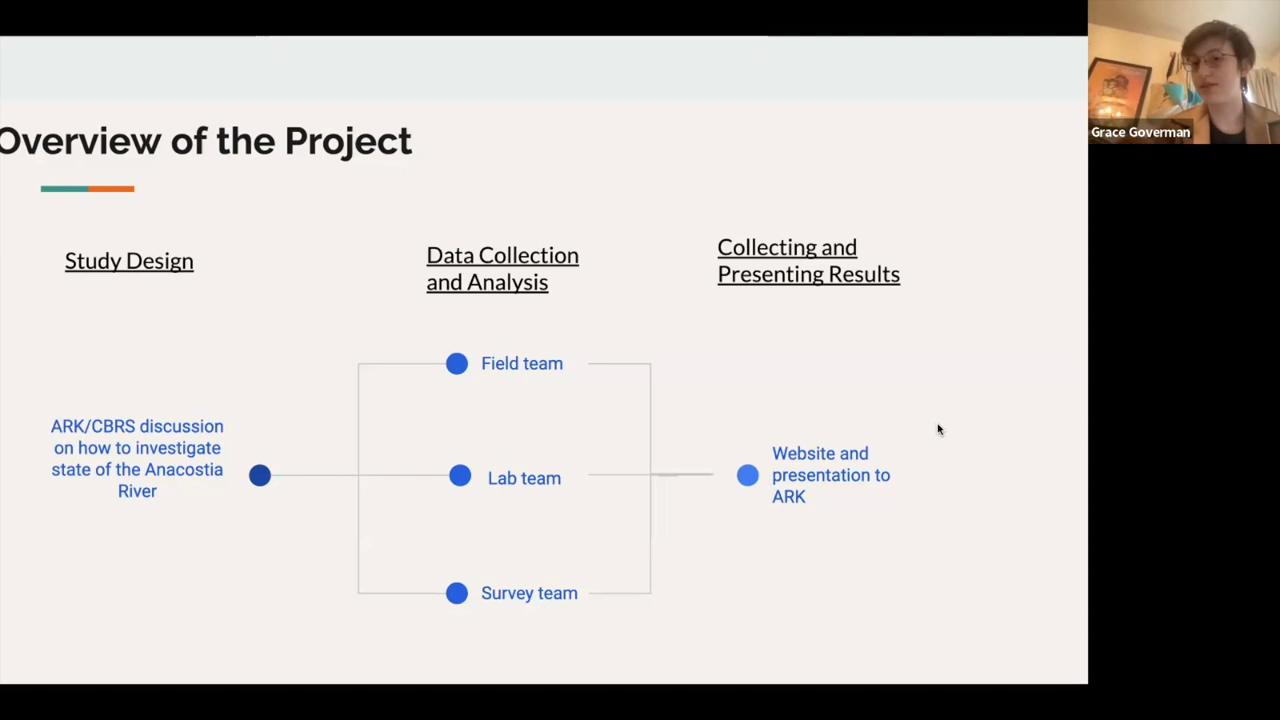 Overview of the Project
Study Design
Data Collection
and Analysis
Collecting and
Presenting Results
ARK/CBRS discussion
on how to investigate
state of the Anacostia
River
Field team
Lab team
Survey team
Website and
presentation to
ARK
Grace Goverman